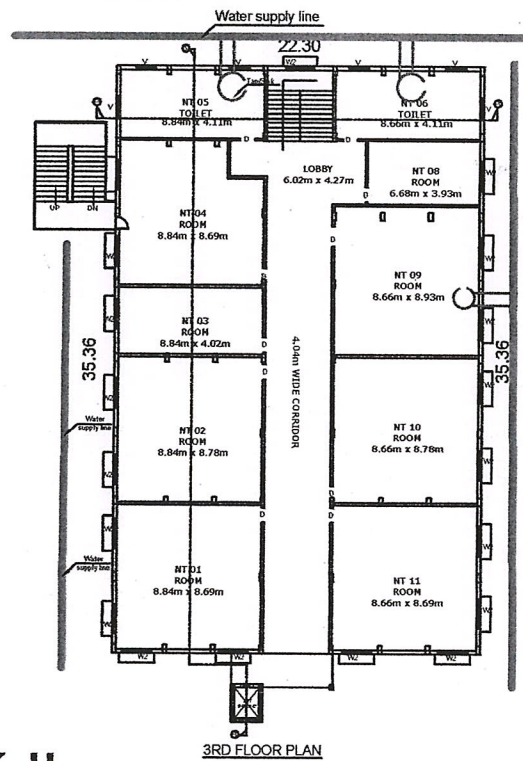 Water supply line
22.30
W2
V
V
V
V
Tank/Sink
NT 05
TOILET
8.84m x 4.11m
NT 06
TOILET
8.66m x 4.11m
V
V
D
D
LOBBY
6.02m x 4.27m
NT 08
ROOM
6.68m x 3.93m
D
UP
DN
NT 04
ROOM
8.84m x 8.69m
D
D
NT 09
ROOM
8.66m x 8.93m
NT 03
ROOM
8.84m x 4.02m
D
D
35.36
35.36
4.04m WIDE CORRIDOR
Water
supply line
NT 02
ROOM
8.84m x 8.78m
NT 10
ROOM
8.66m x 8.78m
D
D
D
Water
supply line
NT 01
ROOM
8.84m x 8.69m
NT 11
ROOM
8.66m x 8.69m
W2
W2
W2
W2
3RD FLOOR PLAN